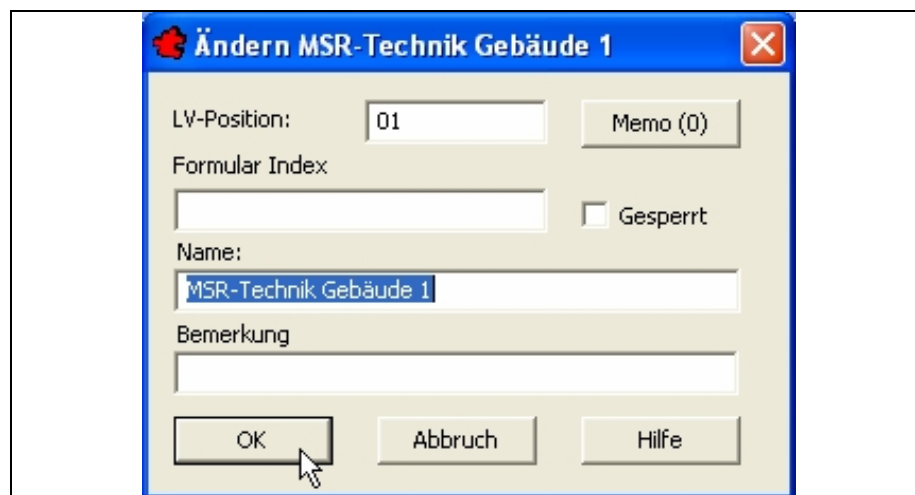 Ändern MSR-Technik Gebäude 1
LV-Position: 01 Memo (0)
Formular Index
Gesperrt
Name:
MSR-Technik Gebäude 1
Bemerkung
OK Abbruch Hilfe